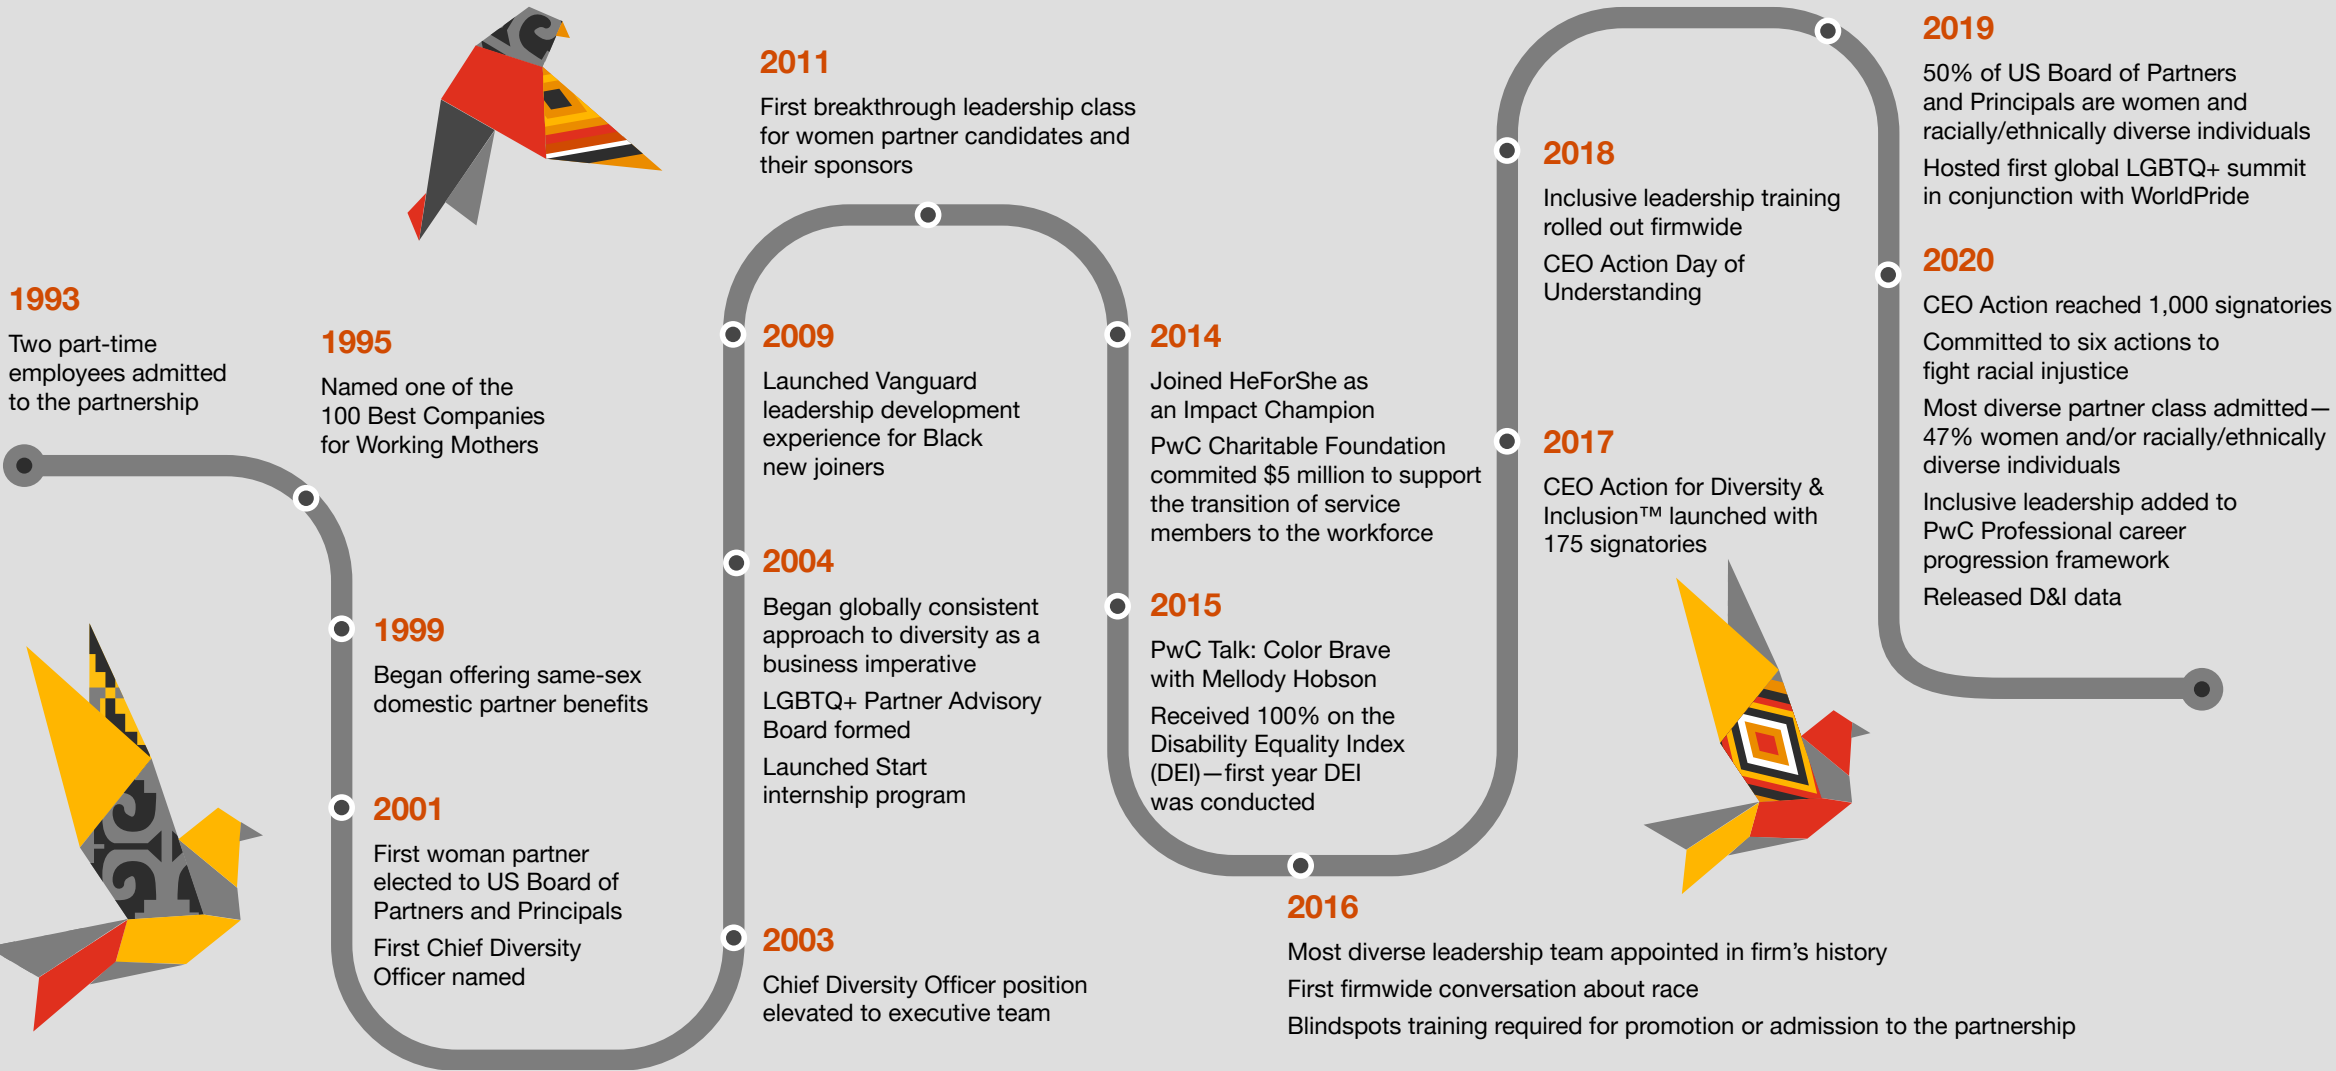 1993
Two part-time
employees admitted
to the partnership
1995
Named one of the
100 Best Companies
for Working Mothers
1999
Began offering same-sex
domestic partner benefits
2001
First woman partner
elected to US Board of
Partners and Principals
First Chief Diversity
Officer named
2003
Chief Diversity Officer position
elevated to executive team
2004
Began globally consistent
approach to diversity as a
business imperative
LGBTQ+ Partner Advisory
Board formed
Launched Start
internship program
2009
Launched Vanguard
leadership development
experience for Black
new joiners
2011
First breakthrough leadership class
for women partner candidates and
their sponsors
2014
Joined HeForShe as
an Impact Champion
PwC Charitable Foundation
commited $5 million to support
the transition of service
members to the workforce
2015
PwC Talk: Color Brave
with Mellody Hobson
Received 100% on the
Disability Equality Index
(DEI)—first year DEI
was conducted
2016
Most diverse leadership team appointed in firm's history
First firmwide conversation about race
Blindspots training required for promotion or admission to the partnership
2017
CEO Action for Diversity &
Inclusion™ launched with
175 signatories
2018
Inclusive leadership training
rolled out firmwide
CEO Action Day of
Understanding
2019
50% of US Board of Partners
and Principals are women and
racially/ethnically diverse individuals
Hosted first global LGBTQ+ summit
in conjunction with WorldPride
2020
CEO Action reached 1,000 signatories
Committed to six actions to
fight racial injustice
Most diverse partner class admitted—
47% women and/or racially/ethnically
diverse individuals
Inclusive leadership added to
PwC Professional career
progression framework
Released D&I data